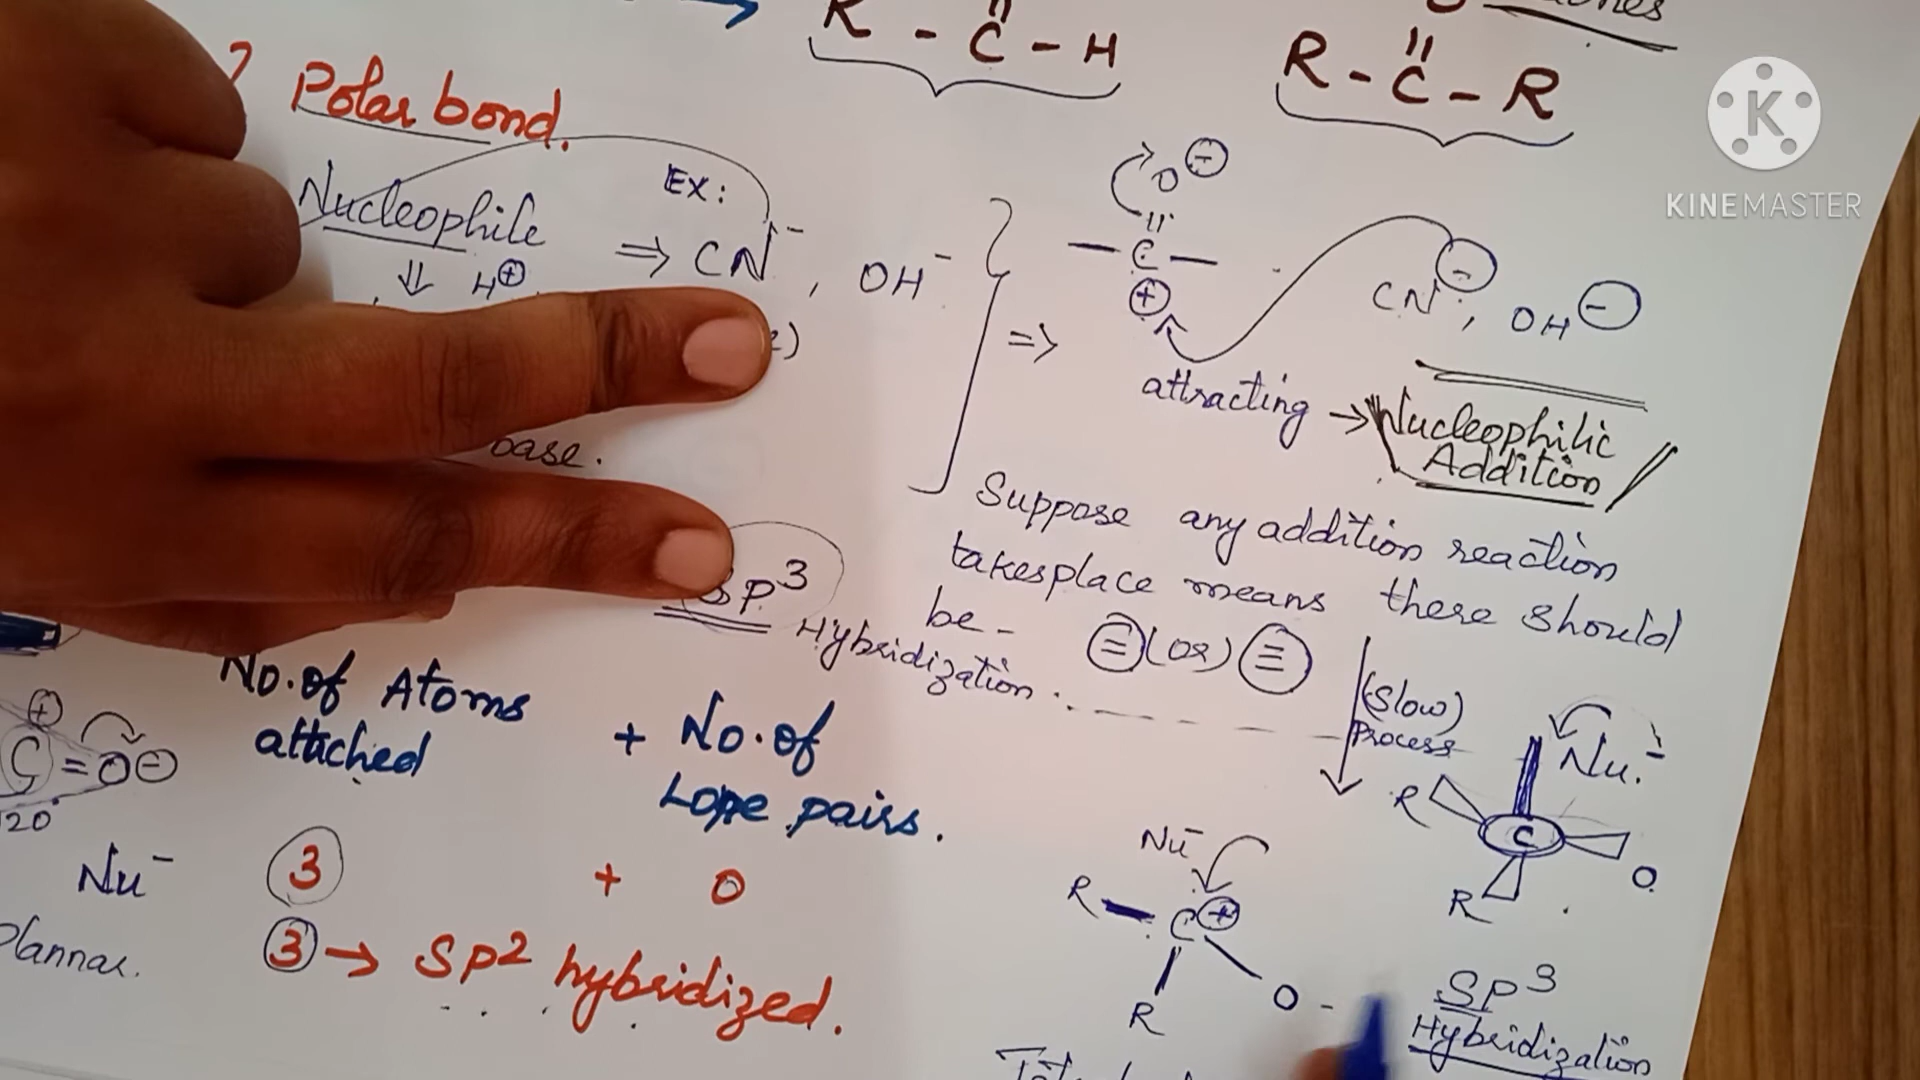 R - C - H
R - C - R
K
KINEMASTER
Polar bond.
Nucleophile
H⊕
EX:
⇒ CN⁻, OH⁻
base.
O⊖
— C —
⊕
⇒
CN⊖, OH⊖
attracting → Nucleophilic
Addition
Suppose any addition reaction
takesplace means there should
be - (=) (or) (≡)
SP³
Hybridization.
(Slow)
Process
No. of Atoms
attached
+ No. of
Lone pairs.
⊕
C = O⊖
120°
Nu⁻
3 + 0
3 → SP² hybridized.
Plannar.
Nu⁻
R C⊕
R
O -
Nu.⁻
R C O
R
SP³
Hybridization